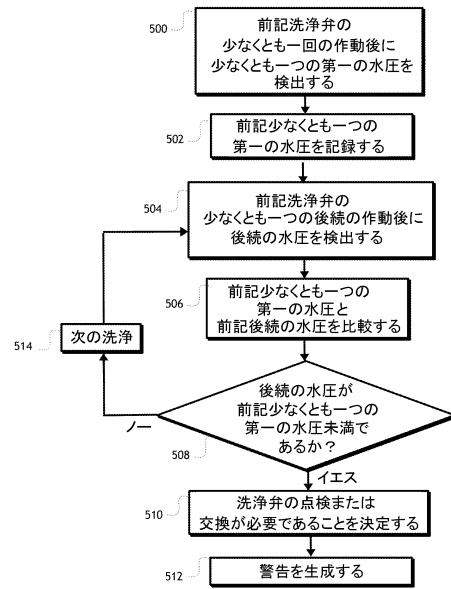 500
前記洗浄弁の
少なくとも一回の作動後に
少なくとも一つの第一の水圧を
検出する
502
前記少なくとも一つの
第一の水圧を記録する
504
前記洗浄弁の
少なくとも一つの後続の作動後に
後続の水圧を検出する
506
前記少なくとも一つの
第一の水圧と
前記後続の水圧を比較する
514
次の洗浄
後続の水圧が
前記少なくとも一つの
第一の水圧未満で
あるか？
ノー
508
イエス
510
洗浄弁の点検または
交換が必要であることを決定する
512
警告を生成する